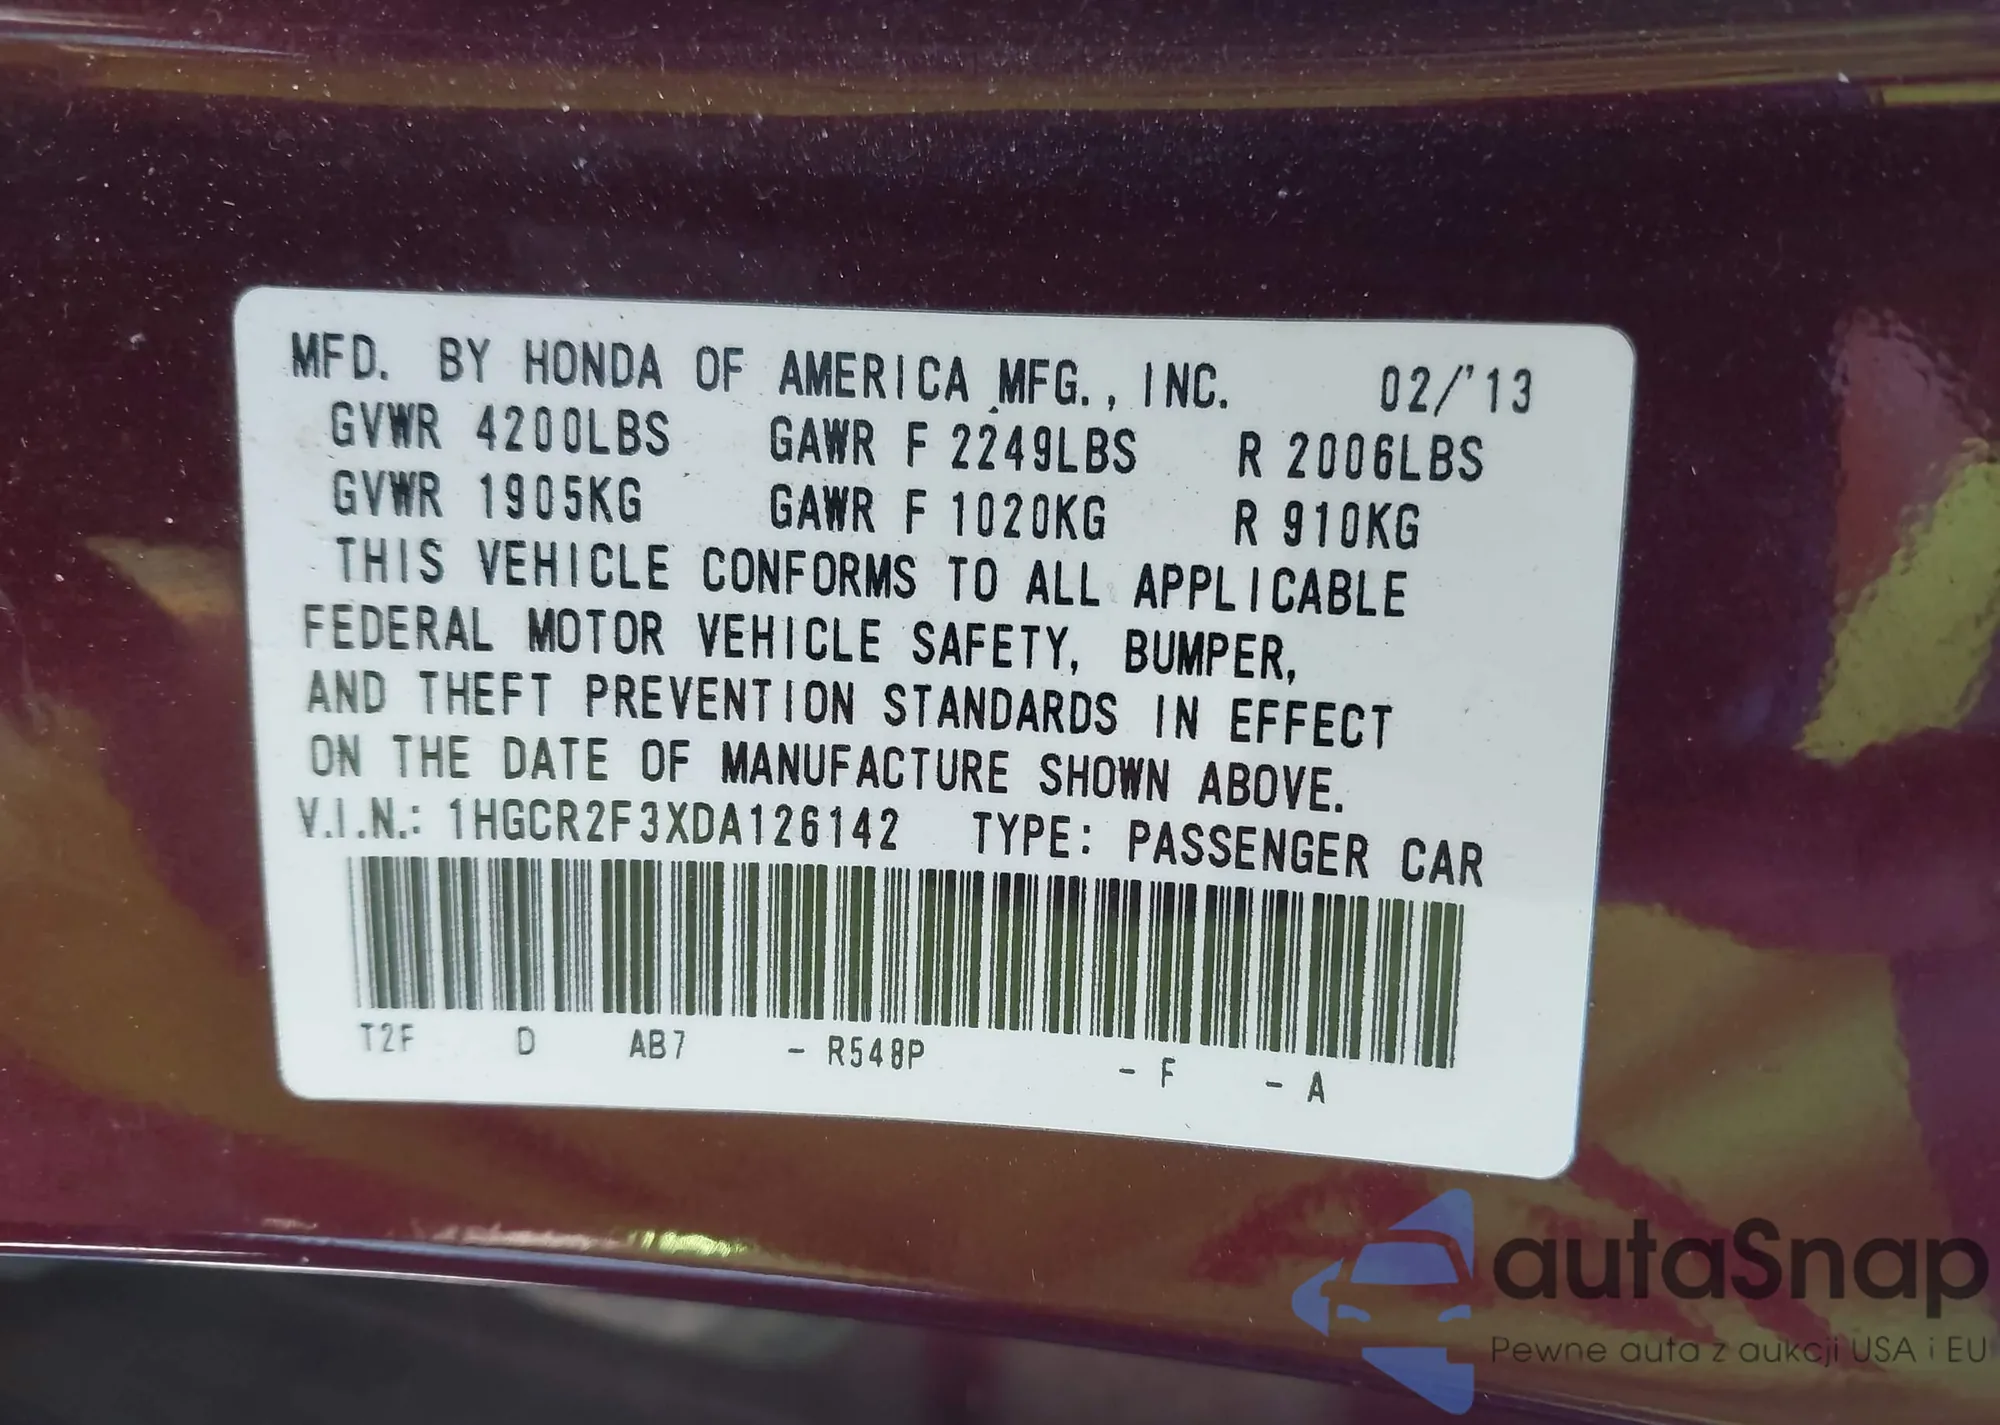 MFD. BY HONDA OF AMERICA MFG., INC. 02/'13
GVWR 4200LBS GAWR F 2249LBS R 2006LBS
GVWR 1905KG GAWR F 1020KG R 910KG
THIS VEHICLE CONFORMS TO ALL APPLICABLE
FEDERAL MOTOR VEHICLE SAFETY, BUMPER,
AND THEFT PREVENTION STANDARDS IN EFFECT
ON THE DATE OF MANUFACTURE SHOWN ABOVE.
V.I.N.: 1HGCR2F3XDA126142 TYPE: PASSENGER CAR
T2F D AB7 - R548P - F - A
autaSnap
Pewne auta z aukcji USA i EU